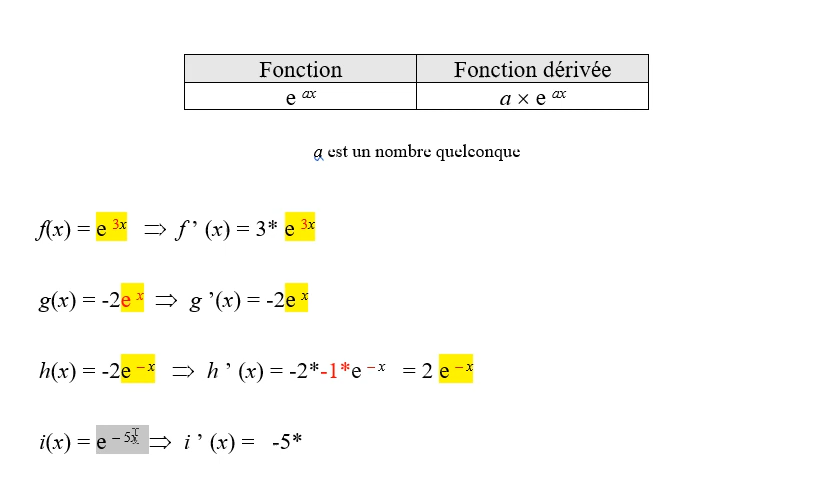 Fonction Fonction dérivée
e ax a × e ax
a est un nombre quelconque
f(x) = e 3x ⇒ f ’ (x) = 3* e 3x
g(x) = -2e x ⇒ g ’(x) = -2e x
h(x) = -2e – x ⇒ h ’ (x) = -2*-1*e – x = 2 e – x
i(x) = e – 5x ⇒ i ’ (x) = -5*